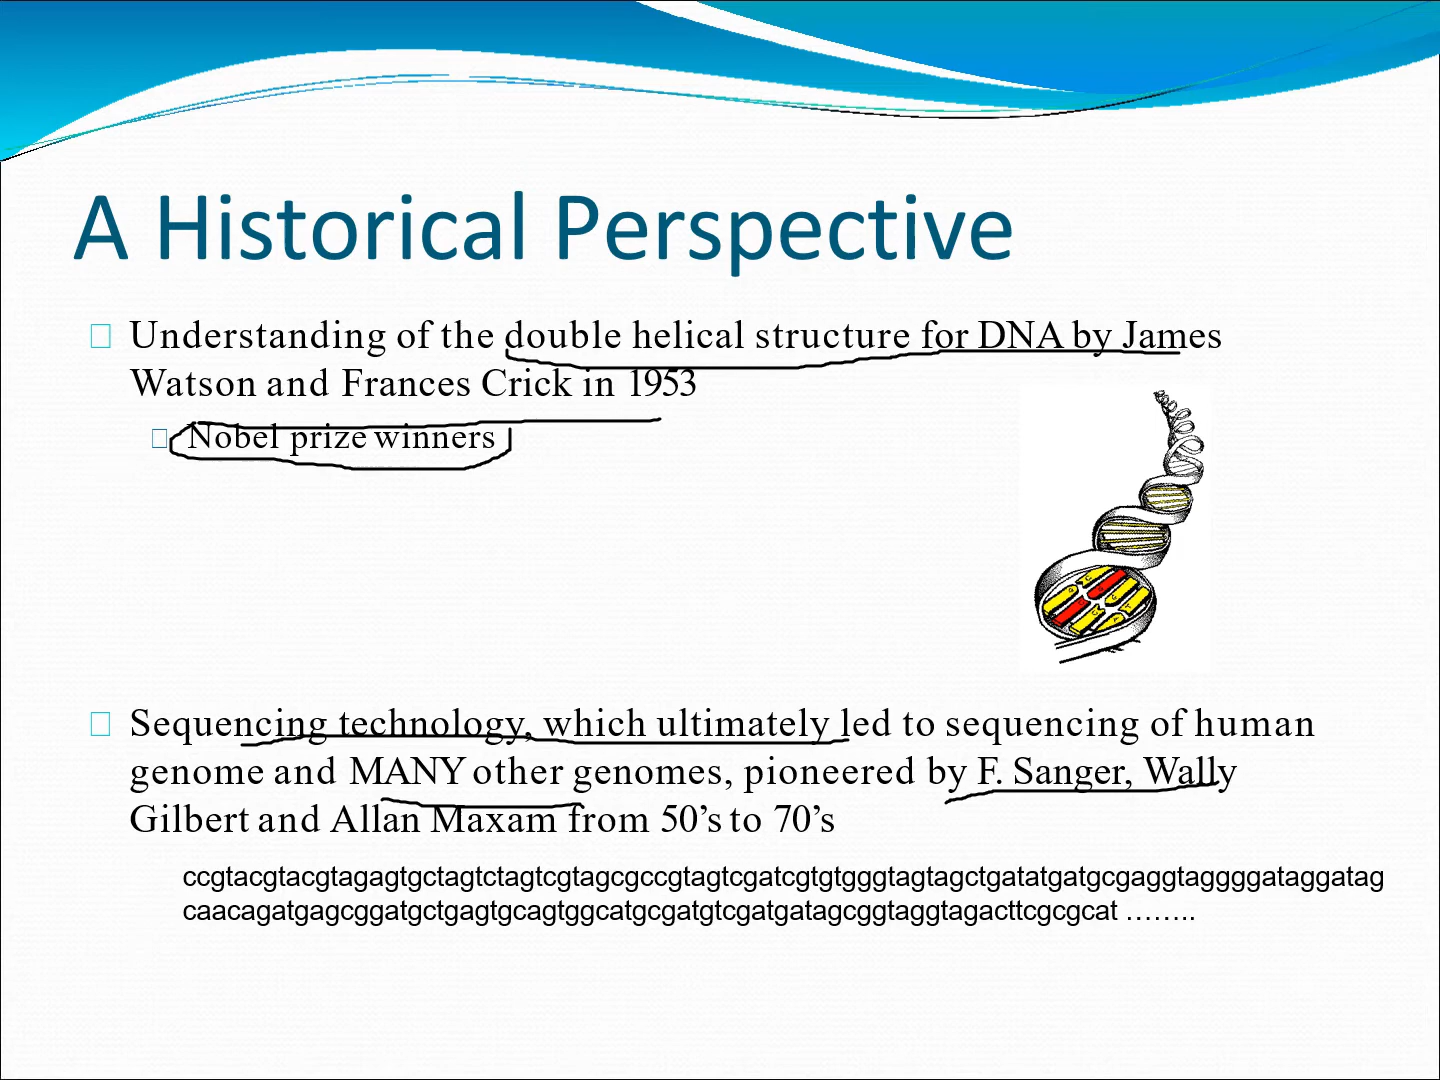 A Historical Perspective
Understanding of the double helical structure for DNA by James
Watson and Frances Crick in 1953
Nobel prize winners
Sequencing technology, which ultimately led to sequencing of human
genome and MANY other genomes, pioneered by F. Sanger, Wally
Gilbert and Allan Maxam from 50’s to 70’s
ccgtacgtacgtagagtgctagtctagtcgtagcgccgtagtcgatcgtgtgggtagtagctgatatgatgcgaggtaggggataggatag
caacagatgagcggatgctgagtgcagtggcatgcgatgtcgatgatagcggtaggtagacttcgcgcat ……..